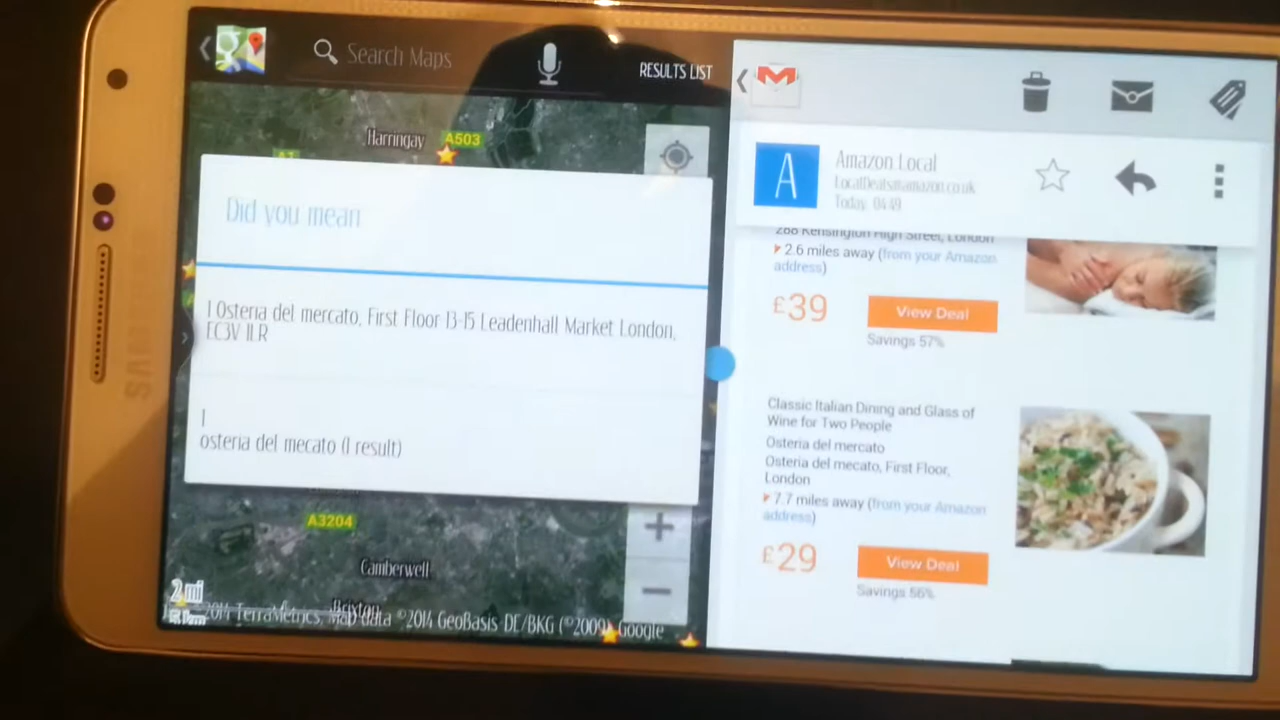 Search Maps
RESULTS LIST
Harringay
A503
Did you mean
1 Osteria del mercato, First Floor 13-15 Leadenhall Market London,
EC3V 1LR
1
osteria del mecato (1 result)
A3204
Camberwell
Brixton
2 mi
2014 TerraMetrics, Map data ©2014 GeoBasis DE/BKG (©2009) Google
SAMSUNG
A
Amazon Local
LocalDeals@amazon.co.uk
Today, 04:49
288 Kensington High Street, London
2.6 miles away (from your Amazon
address)
£39
View Deal
Savings 57%
Classic Italian Dining and Glass of
Wine for Two People
Osteria del mercato
Osteria del mecato, First Floor,
London
7.7 miles away (from your Amazon
address)
£29
View Deal
Savings 56%